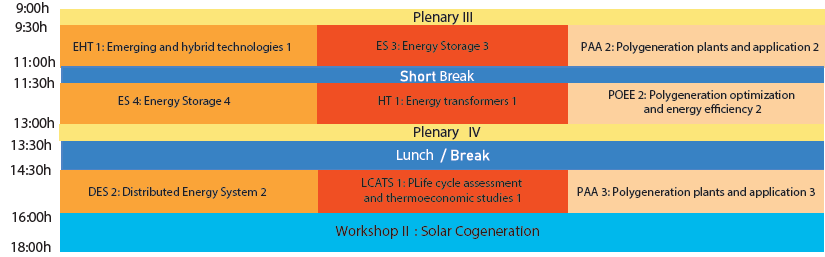 9:00h
Plenary III
9:30h
EHT 1: Emerging and hybrid technologies 1
ES 3: Energy Storage 3
PAA 2: Polygeneration plants and application 2
11:00h
Short Break
11:30h
ES 4: Energy Storage 4
HT 1: Energy transformers 1
POEE 2: Polygeneration optimization
and energy efficiency 2
13:00h
Plenary IV
13:30h
Lunch / Break
14:30h
DES 2: Distributed Energy System 2
LCATS 1: PLife cycle assessment
and thermoeconomic studies 1
PAA 3: Polygeneration plants and application 3
16:00h
Workshop II : Solar Cogeneration
18:00h